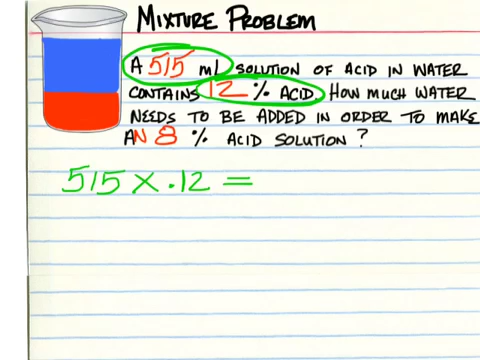 MIXTURE PROBLEM
A 515 ML SOLUTION OF ACID IN WATER
CONTAINS 12 % ACID. HOW MUCH WATER
NEEDS TO BE ADDED IN ORDER TO MAKE
AN 8 % ACID SOLUTION ?
515 X .12 =